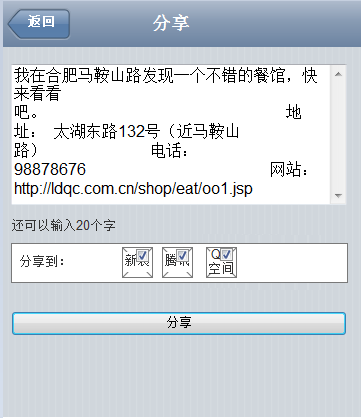 返回
分享
我在合肥马鞍山路发现一个不错的餐馆，快
来看看
吧。 地
址： 太湖东路132号（近马鞍山
路） 电话：
98878676 网站：
http://ldqc.com.cn/shop/eat/oo1.jsp
还可以输入20个字
分享到：
新浪 腾讯 Q
空间
分享